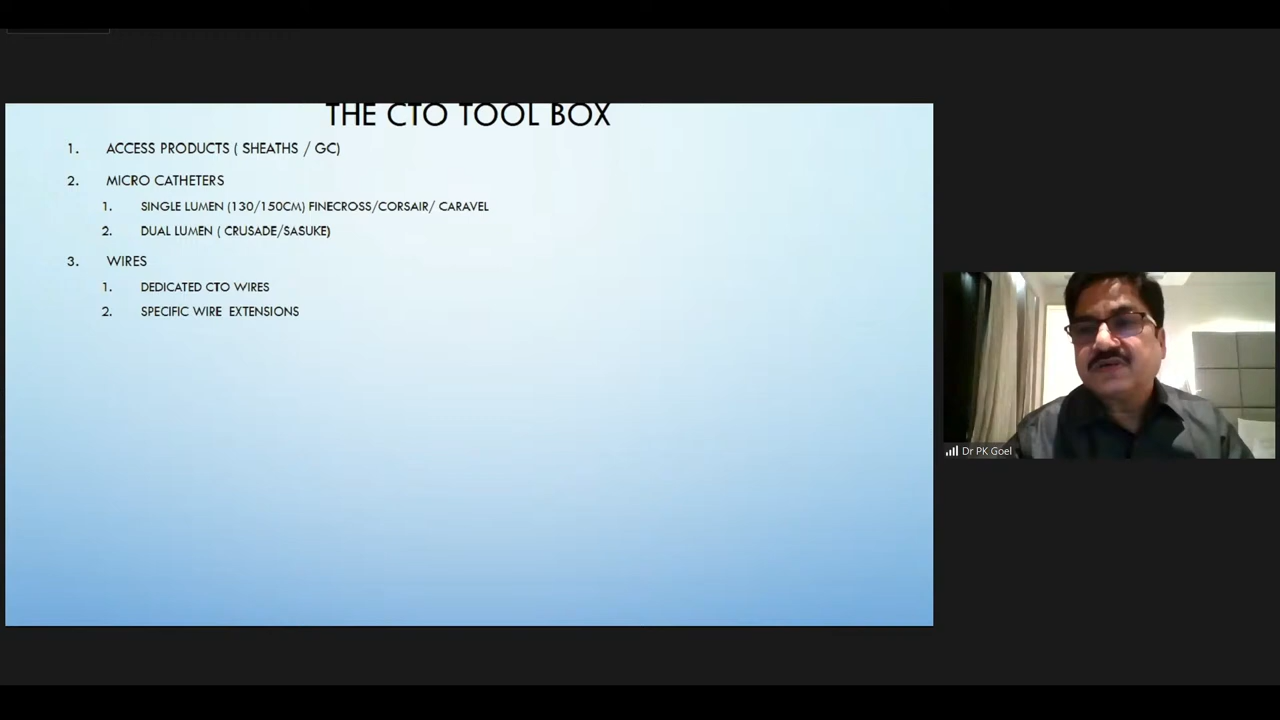 THE CTO TOOL BOX
1. ACCESS PRODUCTS ( SHEATHS / GC)
2. MICRO CATHETERS
1. SINGLE LUMEN (130/150CM) FINECROSS/CORSAIR/ CARAVEL
2. DUAL LUMEN ( CRUSADE/SASUKE)
3. WIRES
1. DEDICATED CTO WIRES
2. SPECIFIC WIRE EXTENSIONS
Dr PK Goel